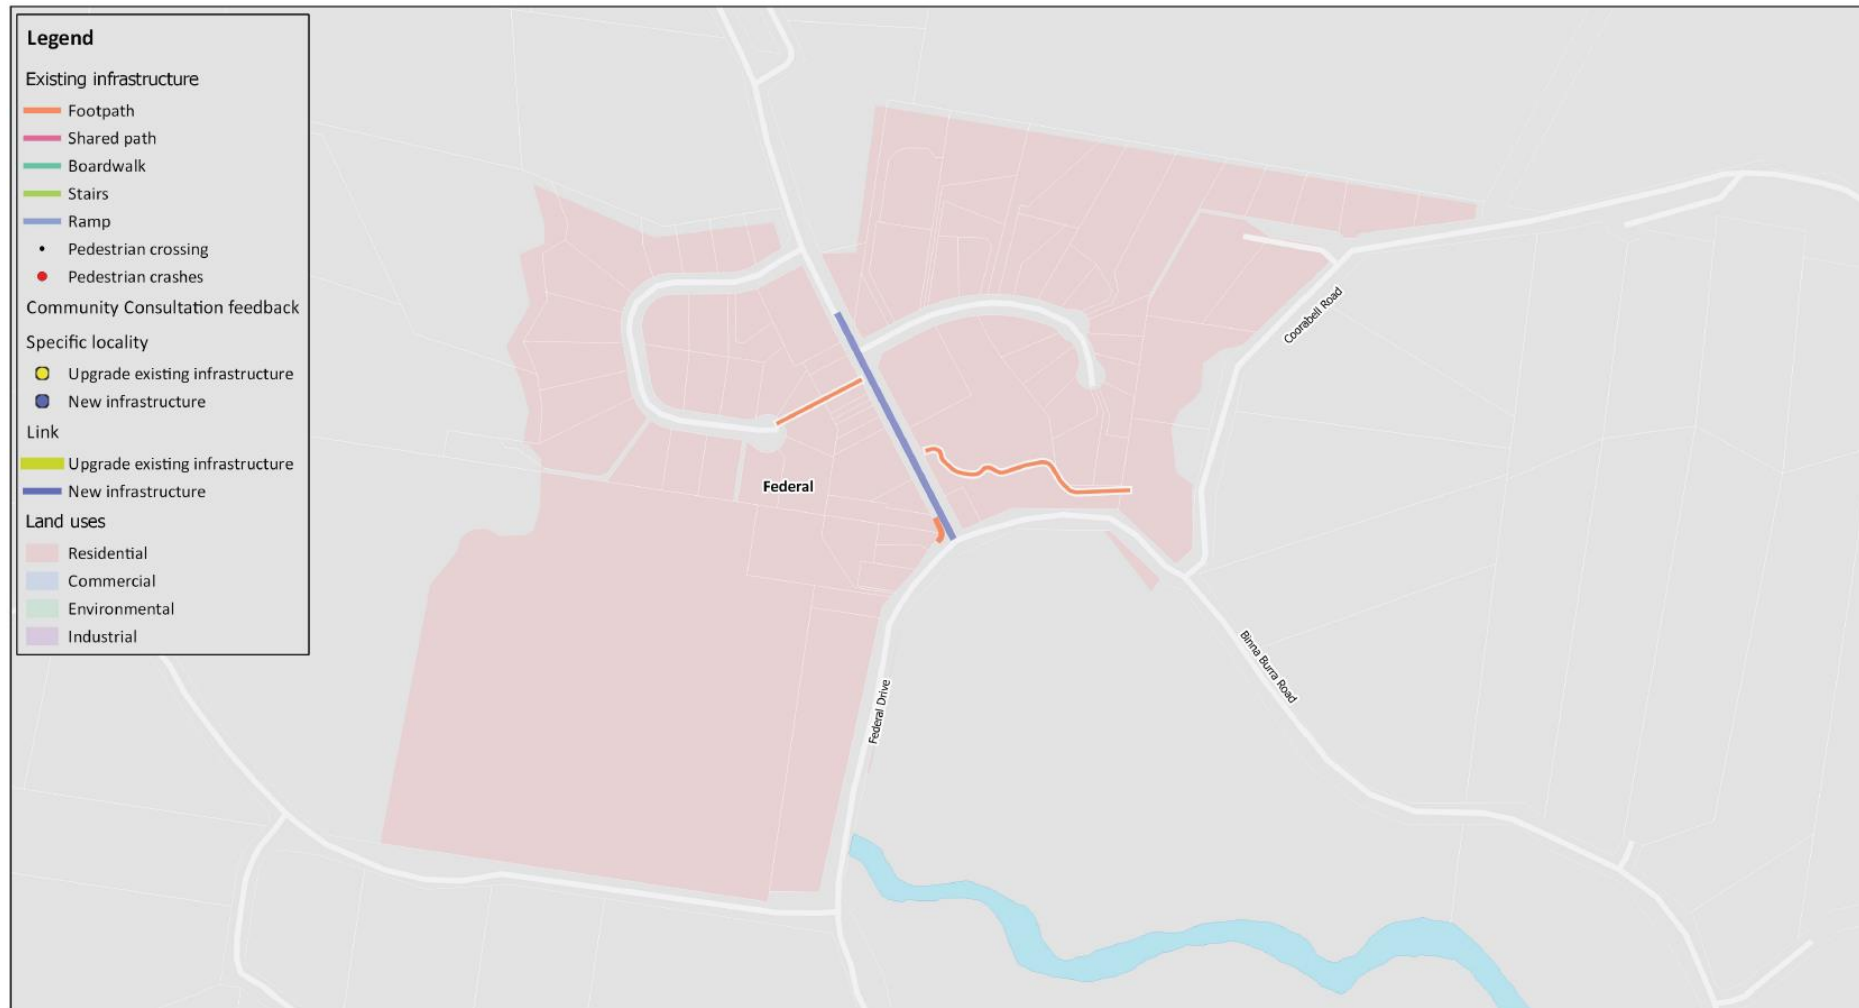 Legend
Existing infrastructure
Footpath
Shared path
Boardwalk
Stairs
Ramp
Pedestrian crossing
Pedestrian crashes
Community Consultation feedback
Specific locality
Upgrade existing infrastructure
New infrastructure
Link
Upgrade existing infrastructure
New infrastructure
Land uses
Residential
Commercial
Environmental
Industrial
Coorabell Road
Federal
Binna Burra Road
Federal Drive